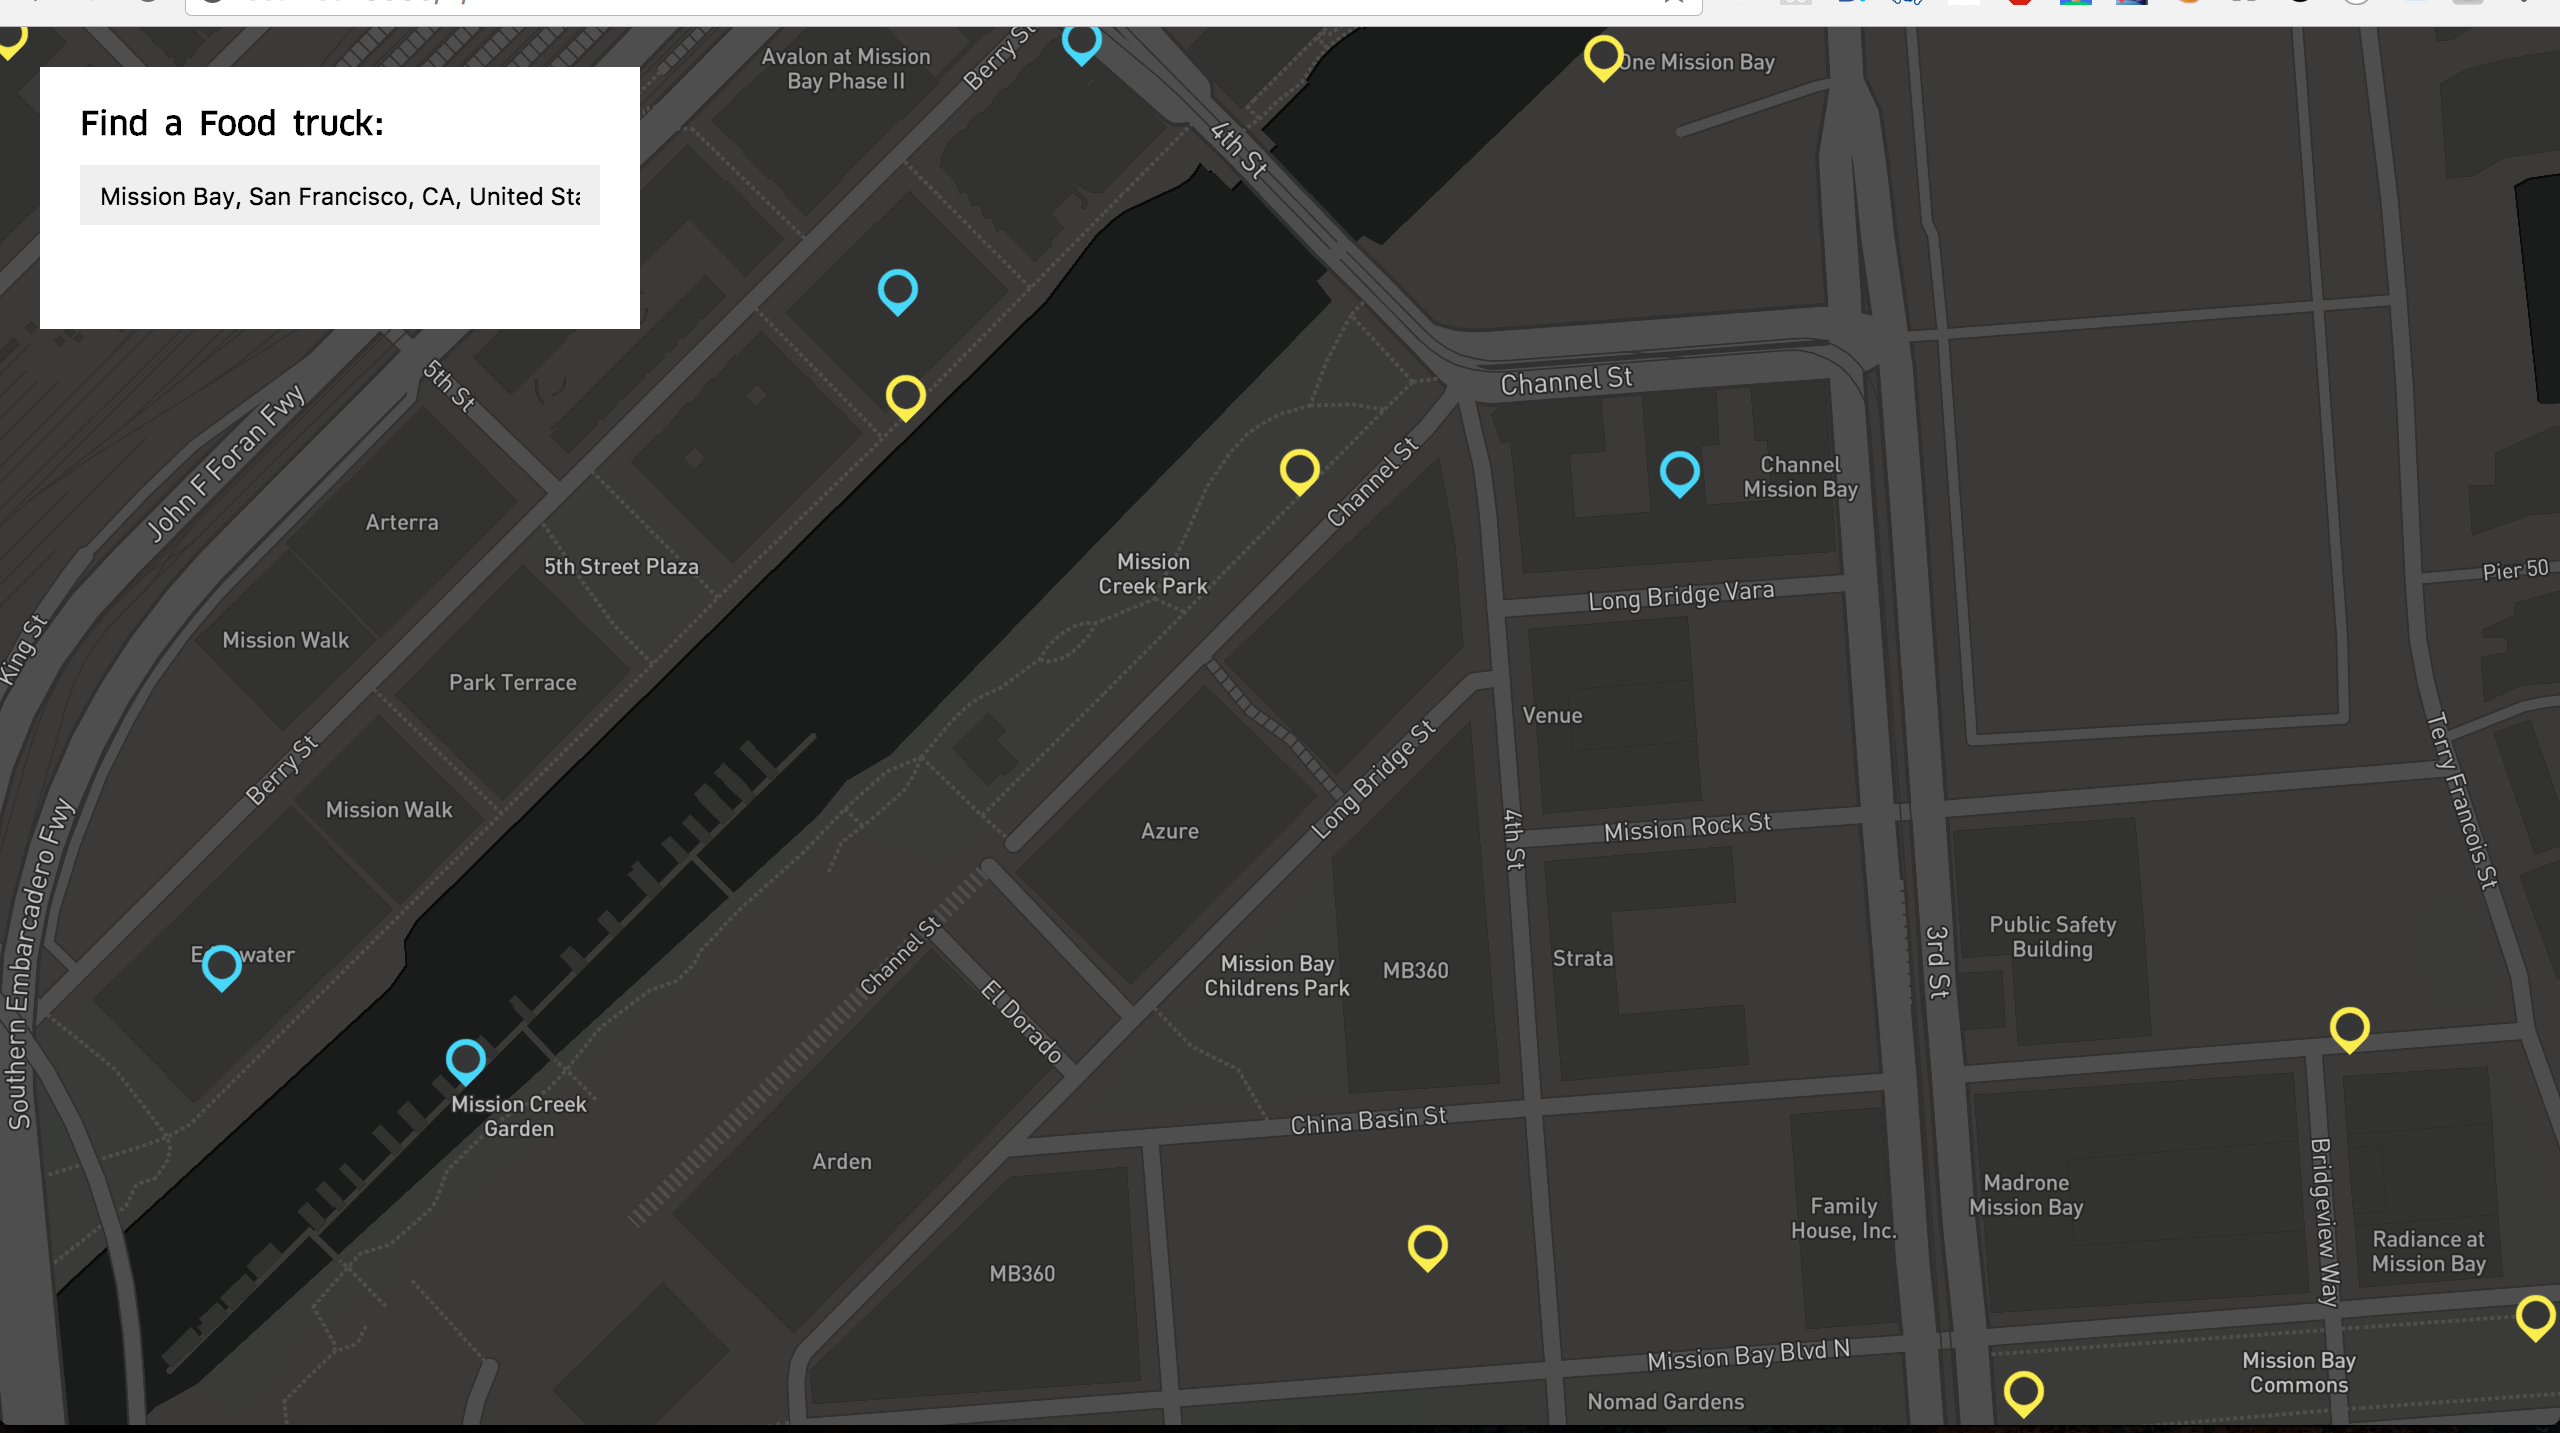 Avalon at Mission
Bay Phase II
Berry St
One Mission Bay
Find a Food truck:
Mission Bay, San Francisco, CA, United Sta
4th St
5th St
Channel St
John F Foran Fwy
Channel St
Channel
Mission Bay
Arterra
5th Street Plaza
Mission
Creek Park
Long Bridge Vara
Pier 50
King St
Mission Walk
Park Terrace
Venue
Long Bridge St
Terry Francois St
Berry St
Mission Walk
Azure
4th St
Mission Rock St
Southern Embarcadero Fwy
water
Channel St
El Dorado
Mission Bay
Childrens Park
MB360
Strata
3rd St
Public Safety
Building
Mission Creek
Garden
China Basin St
Arden
Family
House, Inc.
Madrone
Mission Bay
Bridgeview Way
Radiance at
Mission Bay
MB360
Mission Bay Blvd N
Mission Bay
Commons
Nomad Gardens